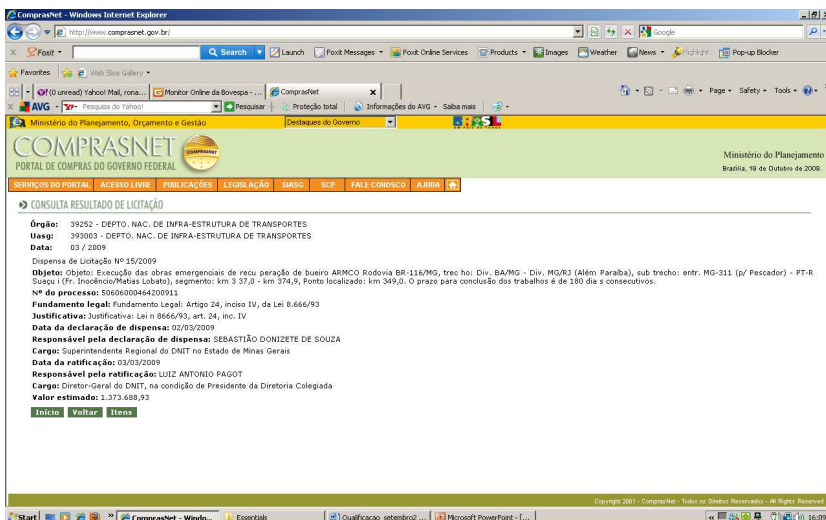 ComprasNet - Windows Internet Explorer
http://www.comprasnet.gov.br/
Google
Foxit
Search
Launch
Foxit Messages
Foxit Online Services
Products
Images
Weather
News
Highlight
Pop-up Blocker
Favorites
Web Slice Gallery
(0 unread) Yahoo! Mail, rona...
Monitor Online da Bovespa - ...
ComprasNet
Page
Safety
Tools
AVG
Pesquisa do Yahoo!
Pesquisar
Proteção total
Informações do AVG
Saiba mais
Ministério do Planejamento, Orçamento e Gestão
Destaques do Governo
BRASIL
COMPRASNET
PORTAL DE COMPRAS DO GOVERNO FEDERAL
Ministério do Planejamento
Brasília, 19 de Outubro de 2009.
SERVIÇOS DO PORTAL ACESSO LIVRE PUBLICAÇÕES LEGISLAÇÃO SIASG SCP FALE CONOSCO AJUDA
CONSULTA RESULTADO DE LICITAÇÃO
Órgão: 39252 - DEPTO. NAC. DE INFRA-ESTRUTURA DE TRANSPORTES
Uasg: 393003 - DEPTO. NAC. DE INFRA-ESTRUTURA DE TRANSPORTES
Data: 03 / 2009
Dispensa de Licitação Nº 15/2009
Objeto: Objeto: Execução das obras emergenciais de recu peração de bueiro ARMCO Rodovia BR-116/MG, trec ho: Div. BA/MG - Div. MG/RJ (Além Paraíba), sub trecho: entr. MG-311 (p/ Pescador) - PT-R
Suaçu i (Fr. Inocêncio/Matias Lobato), segmento: km 3 37,0 - km 374,9, Ponto localizado: km 349,0. O prazo para conclusão dos trabalhos é de 180 dia s consecutivos.
Nº do processo: 50606000464200911
Fundamento legal: Fundamento Legal: Artigo 24, inciso IV, da Lei 8.666/93
Justificativa: Justificativa: Lei n 8666/93, art. 24, inc. IV
Data da declaração de dispensa: 02/03/2009
Responsável pela declaração de dispensa: SEBASTIÃO DONIZETE DE SOUZA
Cargo: Superintendente Regional do DNIT no Estado de Minas Gerais
Data da ratificação: 03/03/2009
Responsável pela ratificação: LUIZ ANTONIO PAGOT
Cargo: Diretor-Geral do DNIT, na condição de Presidente da Diretoria Colegiada
Valor estimado: 1.373.688,93
Início Voltar Itens
Copyright 2001 - ComprasNet - Todos os Direitos Reservados - All Rights Reserved
Start
ComprasNet - Windo...
Essentials
Qualificacao_setembro2 ...
Microsoft PowerPoint - [...
16:09